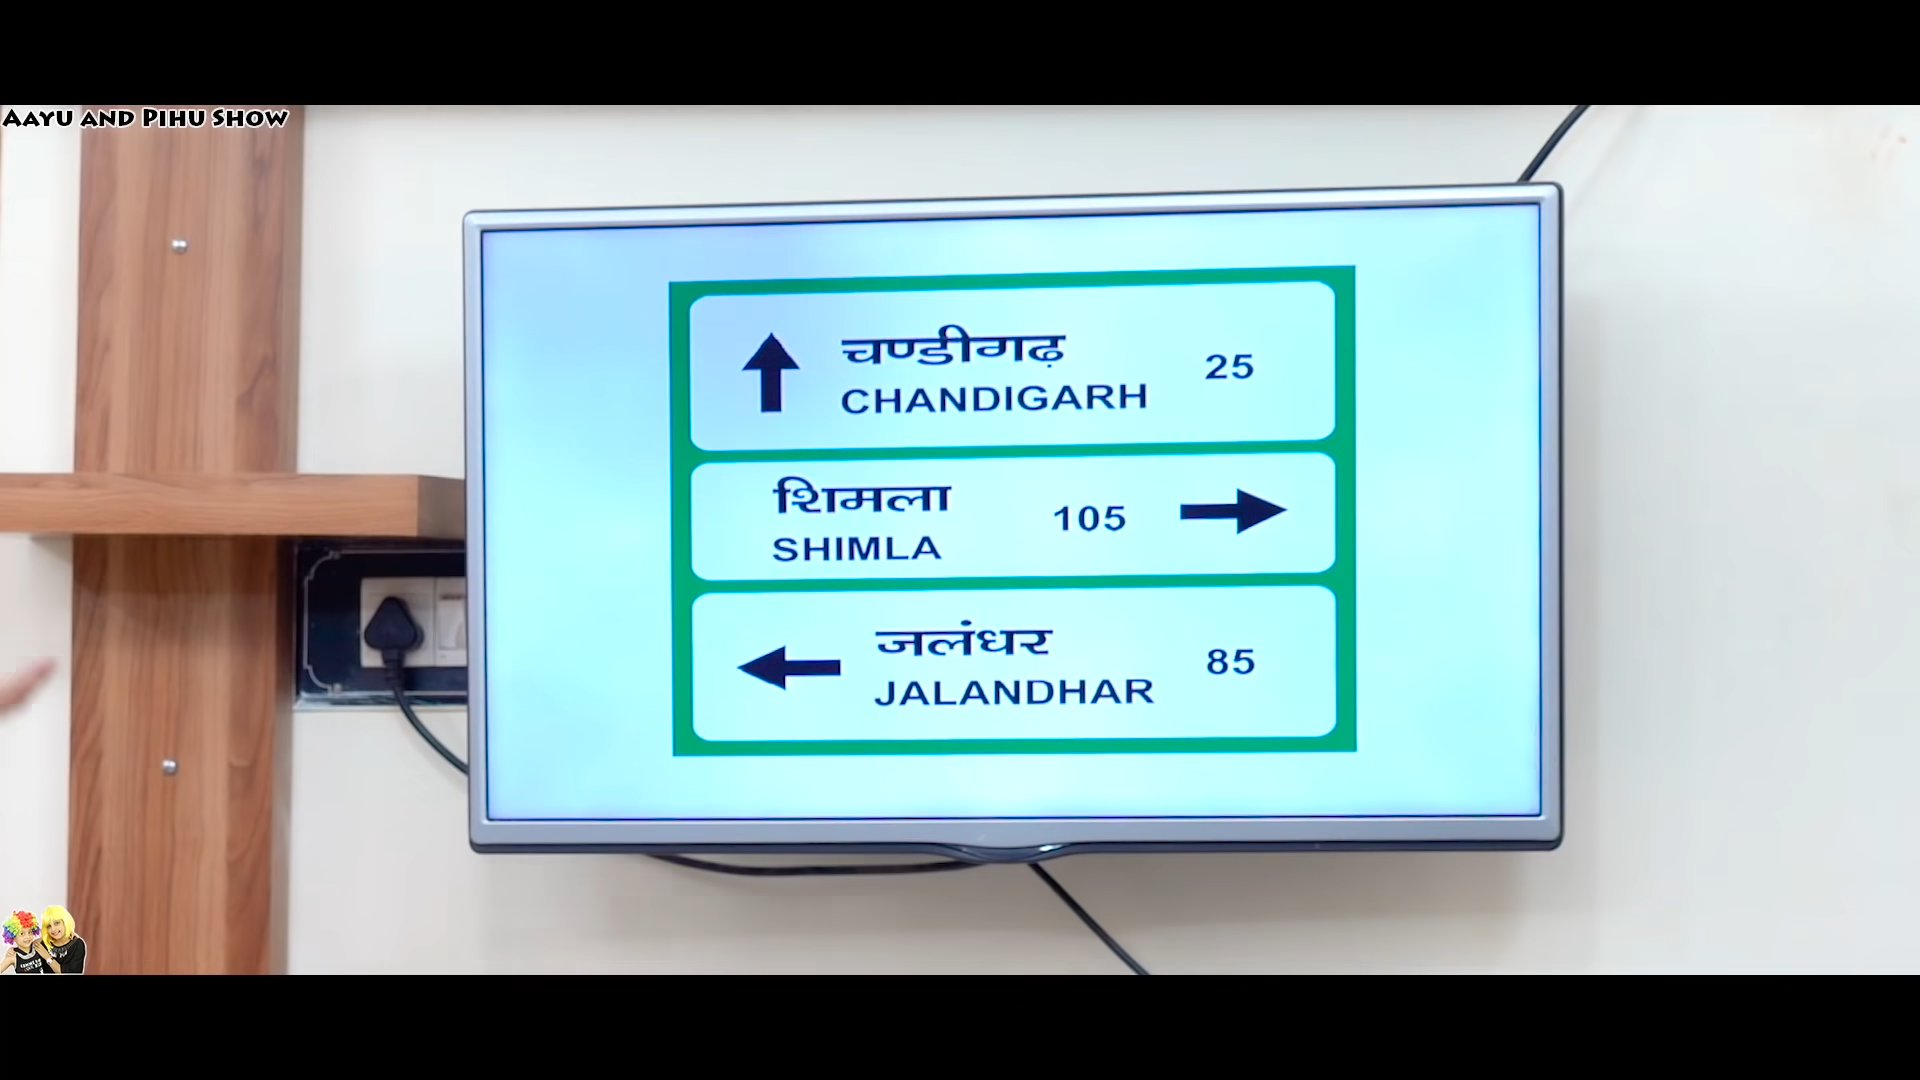 AAYU AND PIHU SHOW
चण्डीगढ़
CHANDIGARH 25
शिमला
SHIMLA 105
जलंधर
JALANDHAR 85